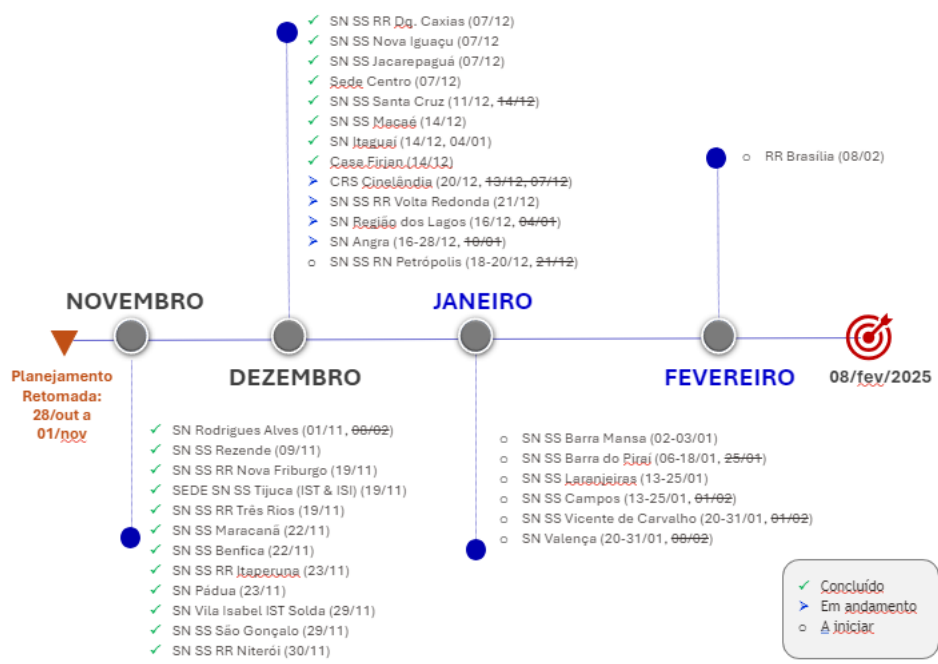 SN SS RR Dq. Caxias (07/12)
SN SS Nova Iguaçu (07/12
SN SS Jacarepaguá (07/12)
Sede Centro (07/12)
SN SS Santa Cruz (11/12, 14/12)
SN SS Macaé (14/12)
SN Itaguaí (14/12, 04/01)
Casa Firjan (14/12)
CRS Cinelândia (20/12, 13/12, 07/12)
SN SS RR Volta Redonda (21/12)
SN Região dos Lagos (16/12, 04/01)
SN Angra (16-28/12, 10/01)
SN SS RN Petrópolis (18-20/12, 21/12)
RR Brasília (08/02)
NOVEMBRO
JANEIRO
DEZEMBRO
FEVEREIRO
08/fev/2025
Planejamento
Retomada:
28/out a
01/nov
SN Rodrigues Alves (01/11, 08/02)
SN SS Rezende (09/11)
SN SS RR Nova Friburgo (19/11)
SEDE SN SS Tijuca (IST & ISI) (19/11)
SN SS RR Três Rios (19/11)
SN SS Maracanã (22/11)
SN SS Benfica (22/11)
SN SS RR Itaperuna (23/11)
SN Pádua (23/11)
SN Vila Isabel IST Solda (29/11)
SN SS São Gonçalo (29/11)
SN SS RR Niterói (30/11)
SN SS Barra Mansa (02-03/01)
SN SS Barra do Piraí (06-18/01, 25/01)
SN SS Laranjeiras (13-25/01)
SN SS Campos (13-25/01, 01/02)
SN SS Vicente de Carvalho (20-31/01, 01/02)
SN Valença (20-31/01, 08/02)
Concluído
Em andamento
A iniciar